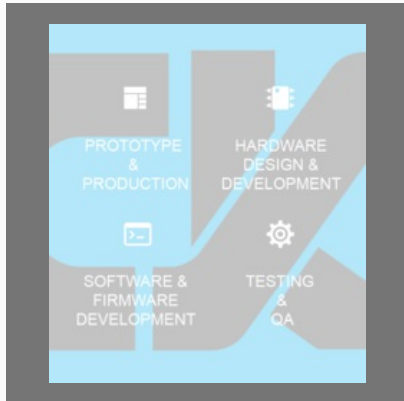 PROTOTYPE
&
PRODUCTION
HARDWARE
DESIGN &
DEVELOPMENT
SOFTWARE &
FIRMWARE
DEVELOPMENT
TESTING
&
QA